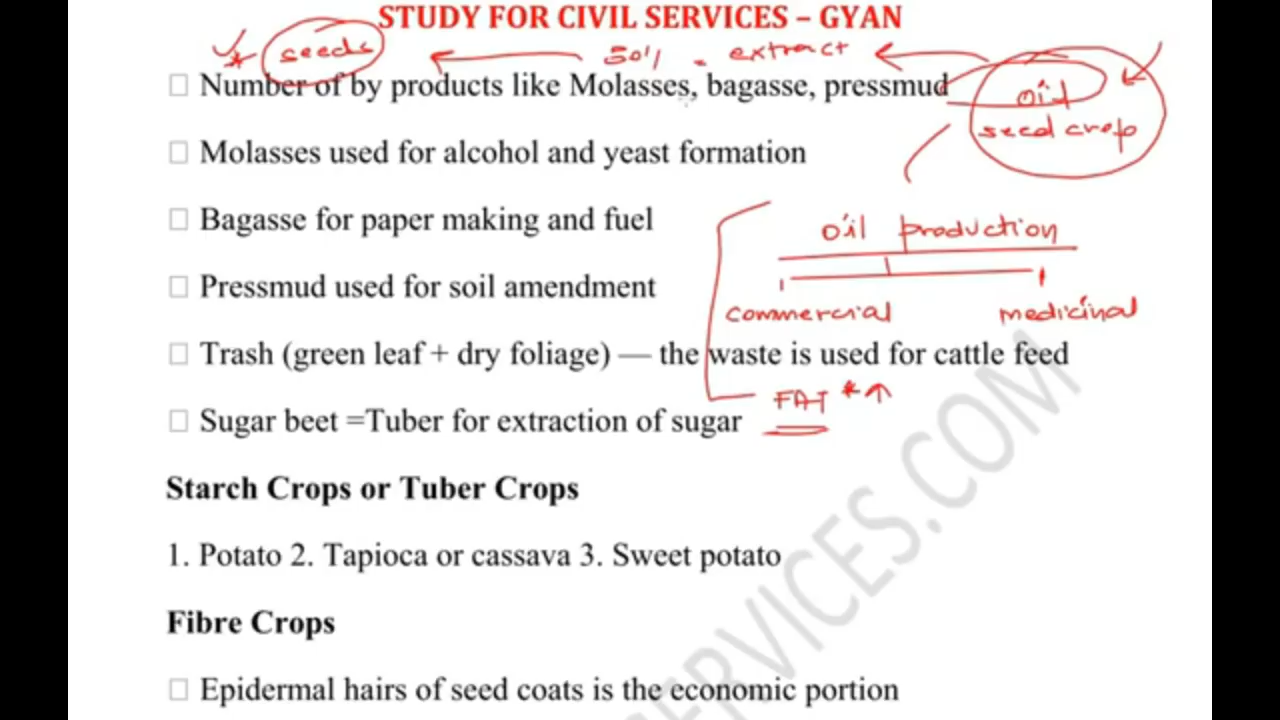 STUDY FOR CIVIL SERVICES – GYAN
seeds 50% extract
Number of by products like Molasses, bagasse, pressmud
oil
seed crop
Molasses used for alcohol and yeast formation
Bagasse for paper making and fuel
oil production
Pressmud used for soil amendment
commercial medicinal
Trash (green leaf + dry foliage) — the waste is used for cattle feed
FAT
Sugar beet =Tuber for extraction of sugar
Starch Crops or Tuber Crops
1. Potato 2. Tapioca or cassava 3. Sweet potato
Fibre Crops
Epidermal hairs of seed coats is the economic portion
ERVICES.COM